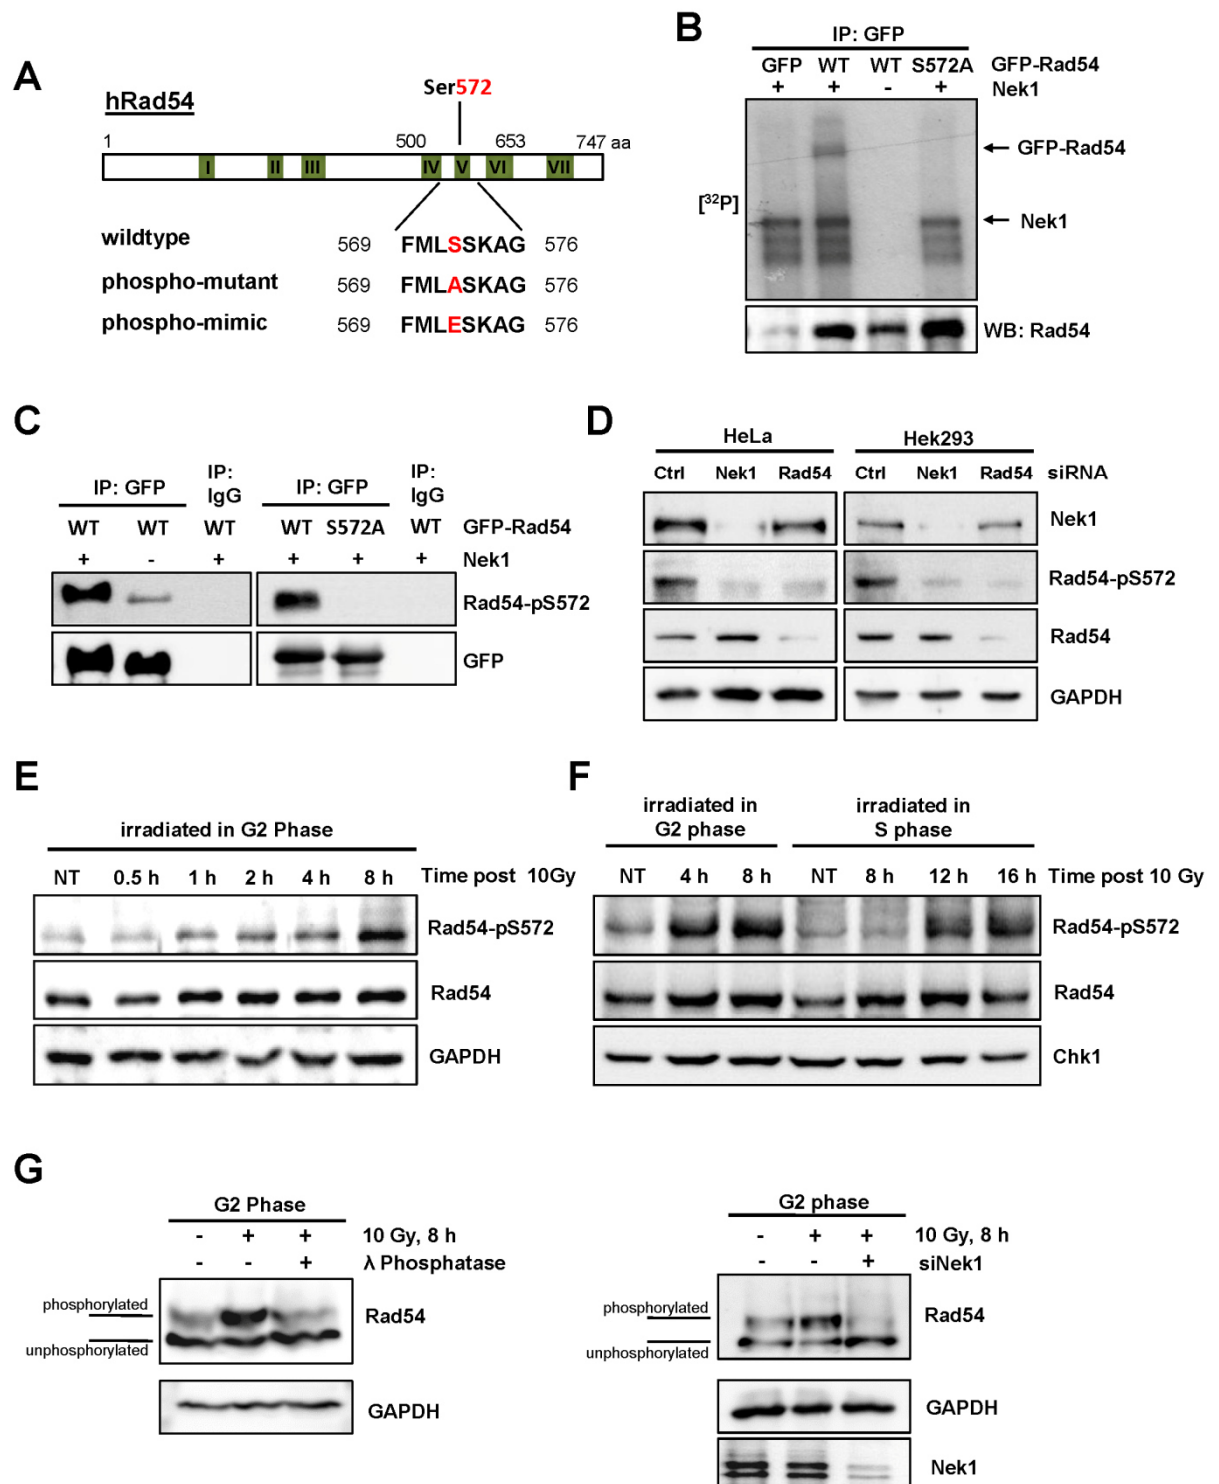 A
hRad54
Ser572
1 500 653 747 aa
I II III IV V VI VII
wildtype 569 FMLSSKAG 576
phospho-mutant 569 FMLASKAG 576
phospho-mimic 569 FMLESKAG 576
B
IP: GFP
GFP WT WT S572A GFP-Rad54
+ + - + Nek1
GFP-Rad54
[32P]
Nek1
WB: Rad54
C
IP: GFP IP: IgG IP: GFP IP: IgG
WT WT WT WT S572A WT GFP-Rad54
+ - + + + + Nek1
Rad54-pS572
GFP
D
HeLa Hek293
Ctrl Nek1 Rad54 Ctrl Nek1 Rad54 siRNA
Nek1
Rad54-pS572
Rad54
GAPDH
E
irradiated in G2 Phase
NT 0.5 h 1 h 2 h 4 h 8 h Time post 10Gy
Rad54-pS572
Rad54
GAPDH
F
irradiated in G2 phase irradiated in S phase
NT 4 h 8 h NT 8 h 12 h 16 h Time post 10 Gy
Rad54-pS572
Rad54
Chk1
G
G2 Phase
- + + 10 Gy, 8 h
- - + λ Phosphatase
phosphorylated
Rad54
unphosphorylated
GAPDH
G2 phase
- + + 10 Gy, 8 h
- - + siNek1
phosphorylated
Rad54
unphosphorylated
GAPDH
Nek1